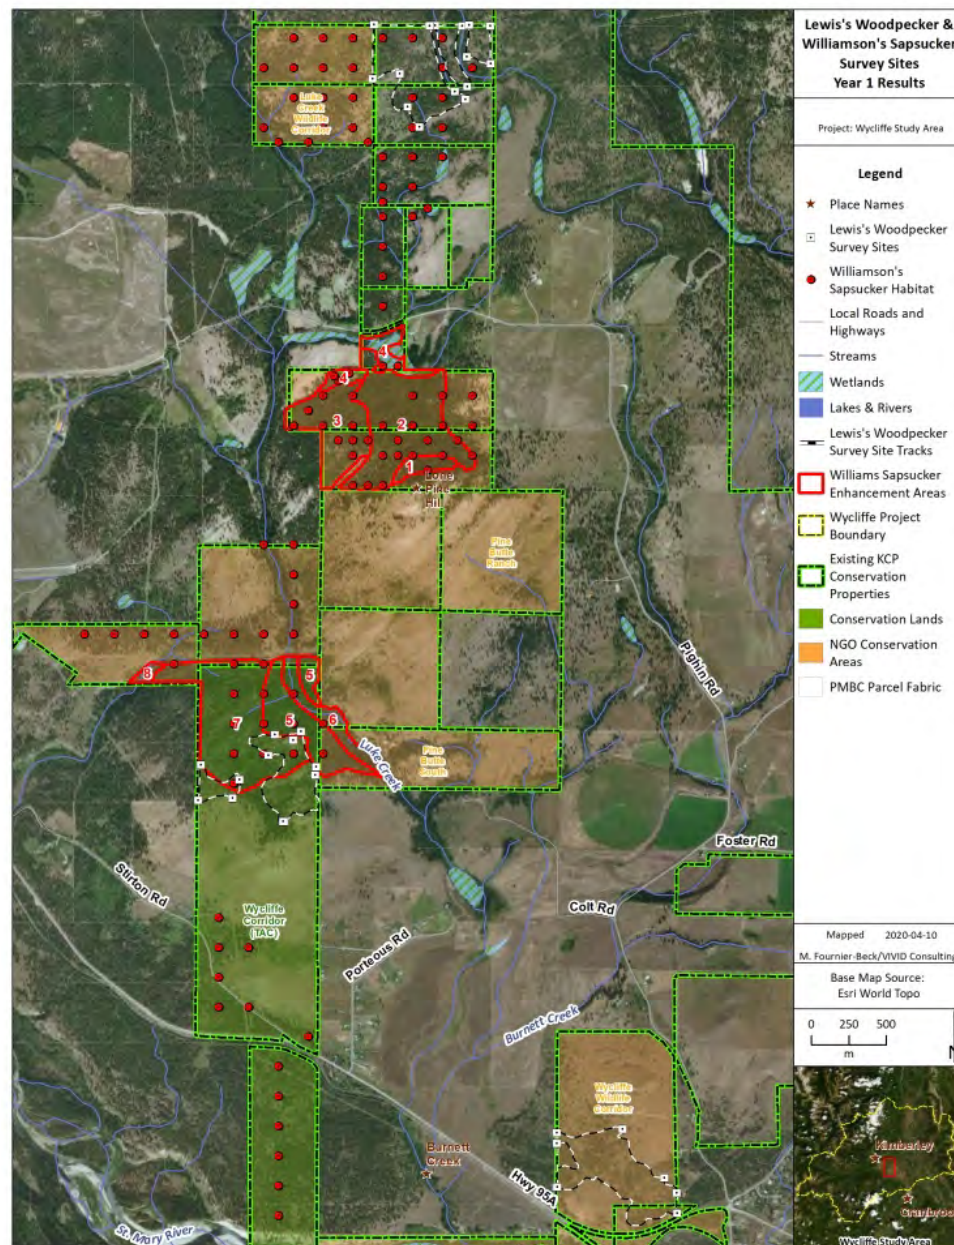 Lewis's Woodpecker &
Williamson's Sapsucker
Survey Sites
Year 1 Results
Project: Wycliffe Study Area
Legend
Place Names
Lewis's Woodpecker
Survey Sites
Williamson's
Sapsucker Habitat
Local Roads and
Highways
Streams
Wetlands
Lakes & Rivers
Lewis's Woodpecker
Survey Site Tracks
Williams Sapsucker
Enhancement Areas
Wycliffe Project
Boundary
Existing KCP
Conservation
Properties
Conservation Lands
NGO Conservation
Areas
PMBC Parcel Fabric
Mapped 2020-04-10
M. Fournier-Beck/VIVID Consulting
Base Map Source:
Esri World Topo
0 250 500
m
N
Kimberley
Cranbroo
Wycliffe Study Area
Luke
Creek
Wildlife
Corridor
4
4
3
2
1
Lone
Pine
Hill
Pine
Butte
Ranch
Pighin Rd
8
5
7
5
6
Luke Creek
Pine
Butte
South
Foster Rd
Stirton Rd
Colt Rd
Wycliffe
Corridor
(TAC)
Porteous Rd
Burnett Creek
Wycliffe
Wildlife
Corridor
Burnett
Creek
Hwy 95A
St. Mary River